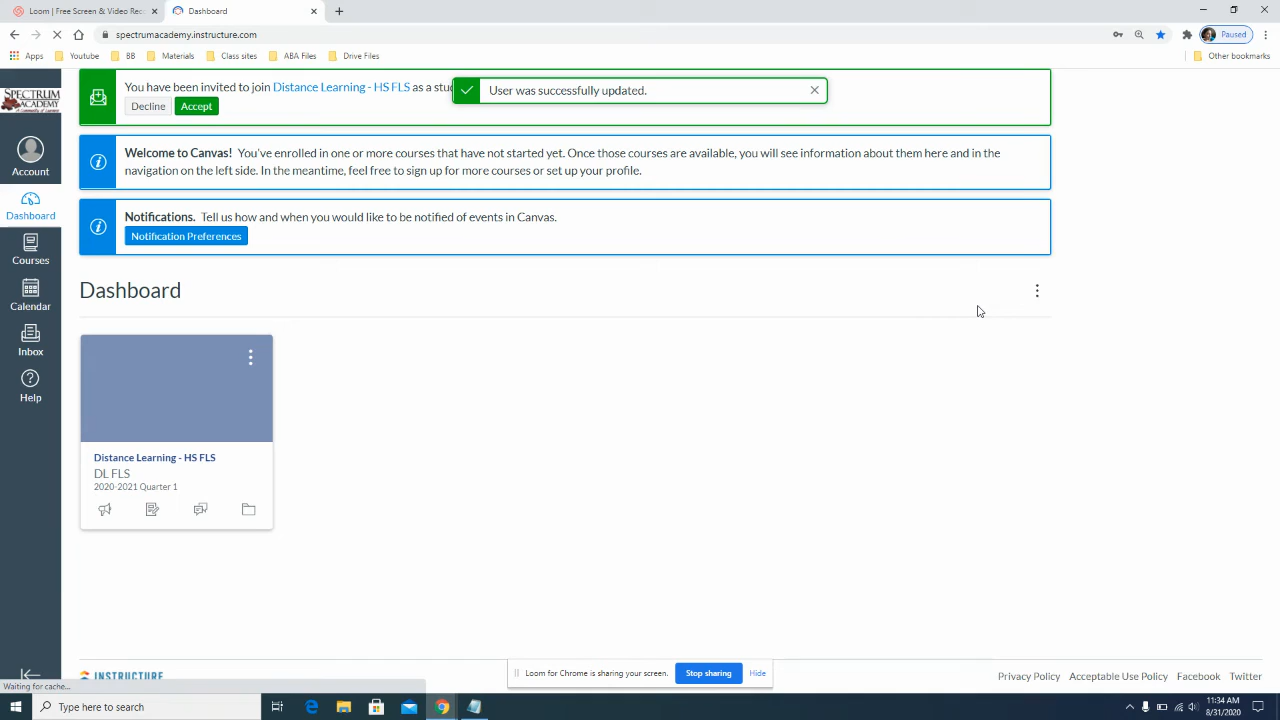 Loom | Free Screen & Video Rec
Dashboard
spectrumacademy.instructure.com
Paused
Apps
Youtube
BB
Materials
Class sites
ABA Files
Drive Files
Other bookmarks
SPECTRUM
ACADEMY
You have been invited to join Distance Learning - HS FLS as a stu
User was successfully updated.
Decline
Accept
Welcome to Canvas! You've enrolled in one or more courses that have not started yet. Once those courses are available, you will see information about them here and in the
navigation on the left side. In the meantime, feel free to sign up for more courses or set up your profile.
Notifications. Tell us how and when you would like to be notified of events in Canvas.
Notification Preferences
Account
Dashboard
Courses
Calendar
Inbox
Help
Dashboard
Distance Learning - HS FLS
DL FLS
2020-2021 Quarter 1
INSTRUCTURE
Loom for Chrome is sharing your screen.
Stop sharing
Hide
Privacy Policy
Acceptable Use Policy
Facebook
Twitter
Waiting for cache...
Type here to search
11:34 AM
8/31/2020